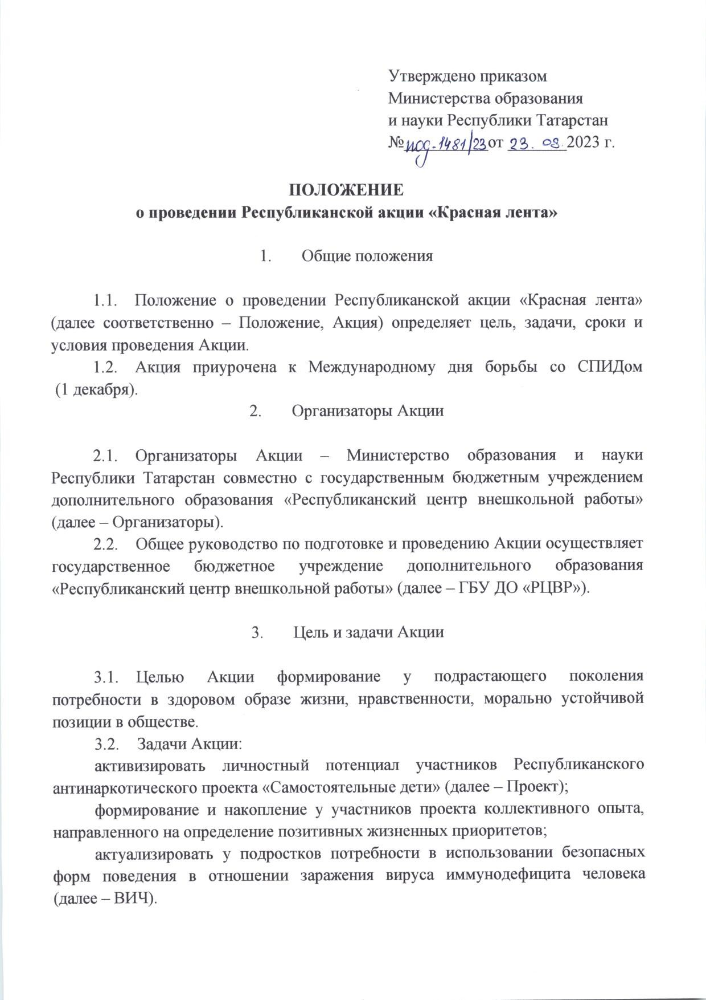 Утверждено приказом
Министерства образования
и науки Республики Татарстан
№ под-1481/23 от 23. 08. 2023 г.
ПОЛОЖЕНИЕ
о проведении Республиканской акции «Красная лента»
1. Общие положения
1.1. Положение о проведении Республиканской акции «Красная лента»
(далее соответственно – Положение, Акция) определяет цель, задачи, сроки и
условия проведения Акции.
1.2. Акция приурочена к Международному дня борьбы со СПИДом
(1 декабря).
2. Организаторы Акции
2.1. Организаторы Акции – Министерство образования и науки
Республики Татарстан совместно с государственным бюджетным учреждением
дополнительного образования «Республиканский центр внешкольной работы»
(далее – Организаторы).
2.2. Общее руководство по подготовке и проведению Акции осуществляет
государственное бюджетное учреждение дополнительного образования
«Республиканский центр внешкольной работы» (далее – ГБУ ДО «РЦВР»).
3. Цель и задачи Акции
3.1. Целью Акции формирование у подрастающего поколения
потребности в здоровом образе жизни, нравственности, морально устойчивой
позиции в обществе.
3.2. Задачи Акции:
активизировать личностный потенциал участников Республиканского
антинаркотического проекта «Самостоятельные дети» (далее – Проект);
формирование и накопление у участников проекта коллективного опыта,
направленного на определение позитивных жизненных приоритетов;
актуализировать у подростков потребности в использовании безопасных
форм поведения в отношении заражения вируса иммунодефицита человека
(далее – ВИЧ).